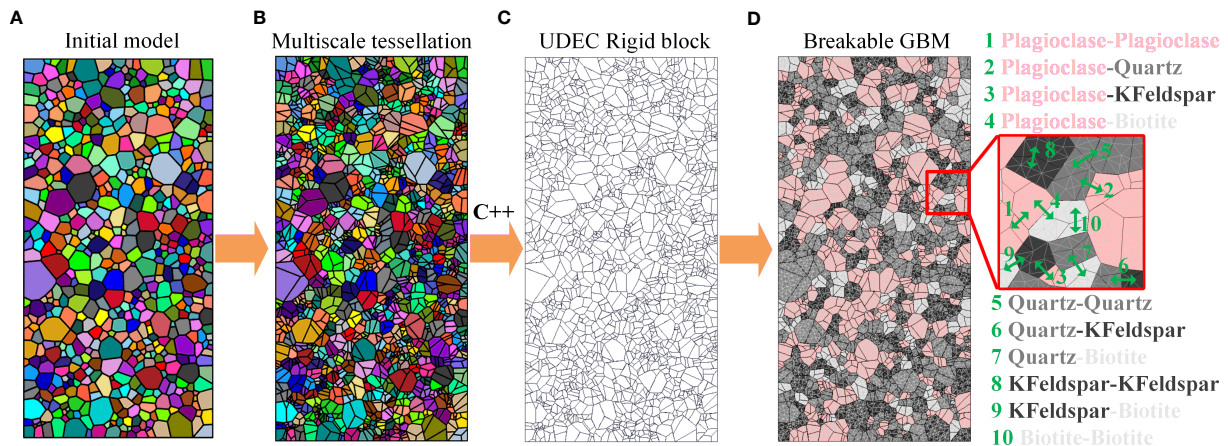 A
Initial model
B
Multiscale tessellation
C++
C
UDEC Rigid block
D
Breakable GBM
1 Plagioclase-Plagioclase
2 Plagioclase-Quartz
3 Plagioclase-KFeldspar
4 Plagioclase-Biotite
8
5
2
1
4
10
9
3
7
6
5 Quartz-Quartz
6 Quartz-KFeldspar
7 Quartz-Biotite
8 KFeldspar-KFeldspar
9 KFeldspar-Biotite
10 Biotite-Biotite